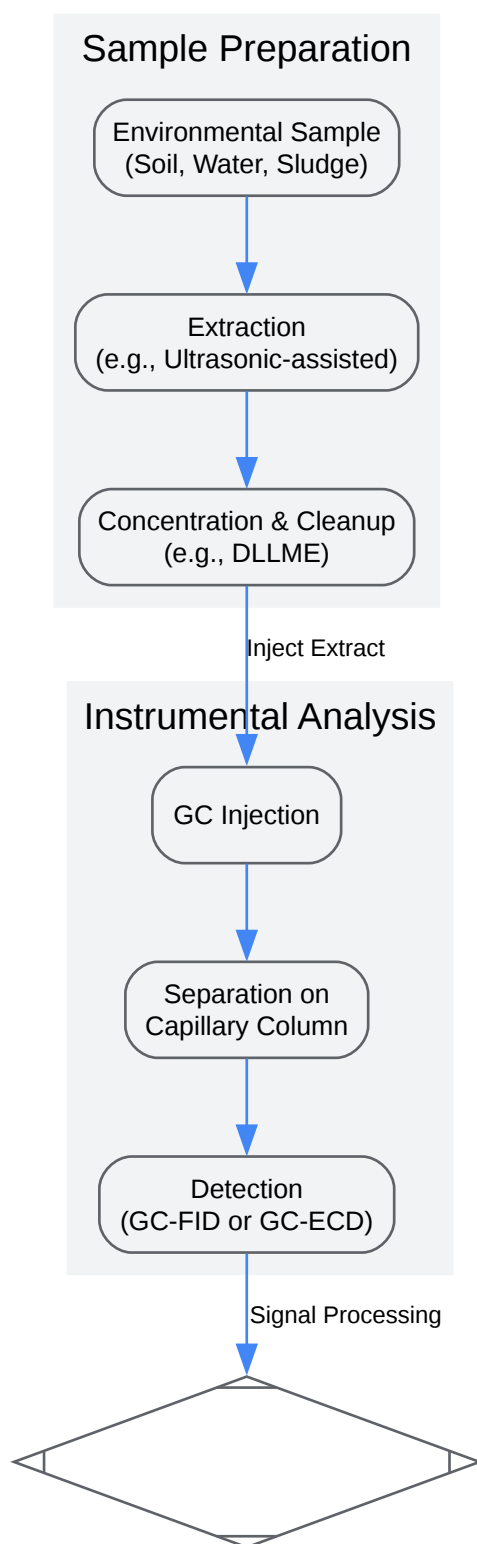 Sample Preparation
Environmental Sample
(Soil, Water, Sludge)
Extraction
(e.g., Ultrasonic-assisted)
Concentration & Cleanup
(e.g., DLLME)
Inject Extract
Instrumental Analysis
GC Injection
Separation on
Capillary Column
Detection
(GC-FID or GC-ECD)
Signal Processing